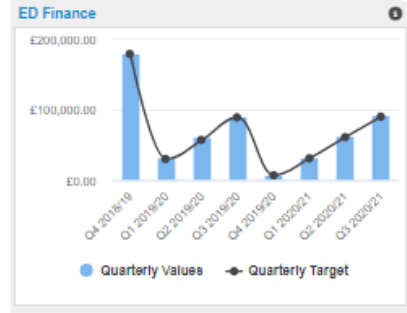 ED Finance
£200,000.00
£100,000.00
£0.00
Q4 2018/19
Q1 2019/20
Q2 2019/20
Q3 2019/20
Q4 2019/20
Q1 2020/21
Q2 2020/21
Q3 2020/21
Quarterly Values
Quarterly Target